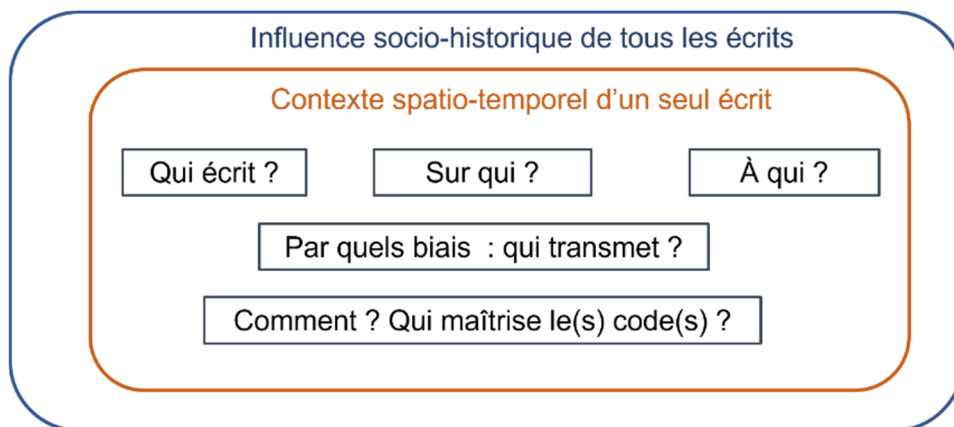 Influence socio-historique de tous les écrits
Contexte spatio-temporel d'un seul écrit
Qui écrit ?
Sur qui ?
À qui ?
Par quels biais : qui transmet ?
Comment ? Qui maîtrise le(s) code(s) ?